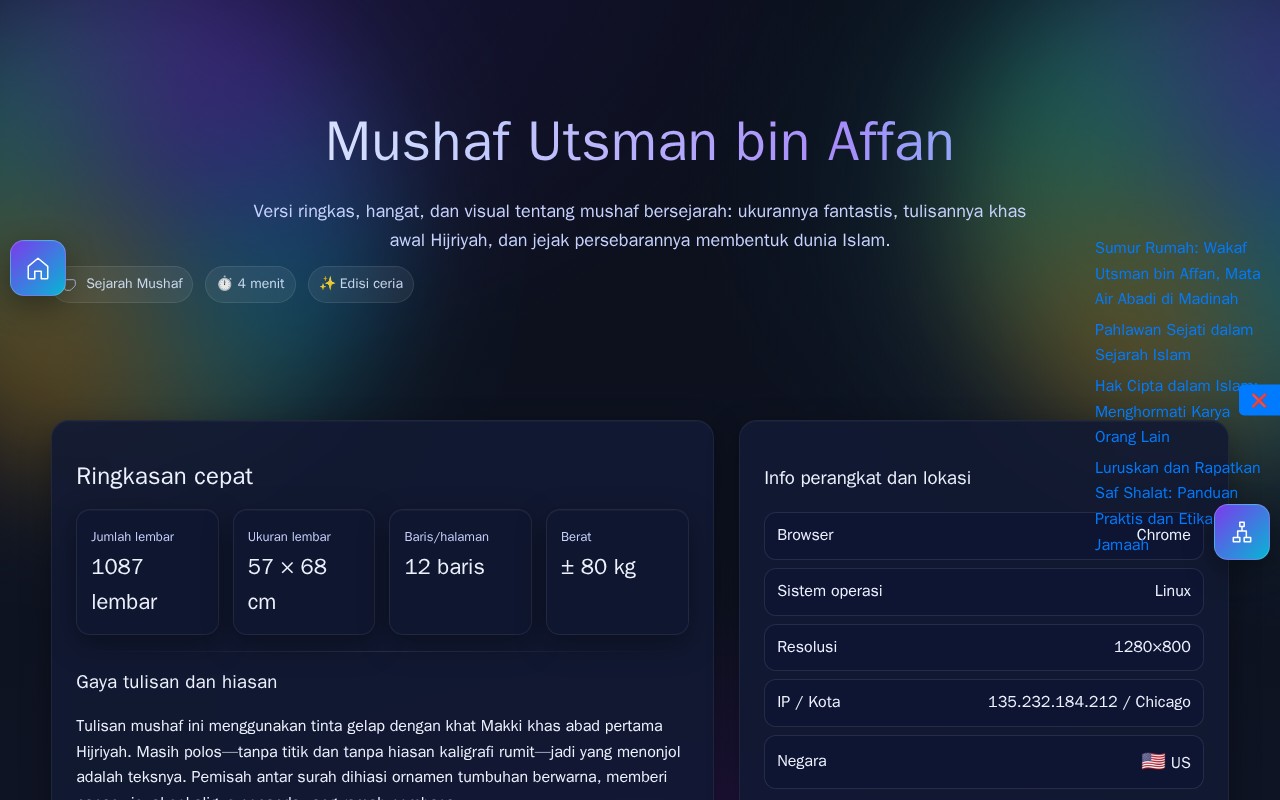 Mushaf Utsman bin Affan
Versi ringkas, hangat, dan visual tentang mushaf bersejarah: ukurannya fantastis, tulisannya khas
awal Hijriyah, dan jejak persebarannya membentuk dunia Islam.
Sejarah Mushaf
⏱️ 4 menit
✨ Edisi ceria
Sumur Rumah: Wakaf
Utsman bin Affan, Mata
Air Abadi di Madinah
Pahlawan Sejati dalam
Sejarah Islam
Hak Cipta dalam Islam:
Menghormati Karya
Orang Lain
Luruskan dan Rapatkan
Saf Shalat: Panduan
Praktis dan Etika
Jamaah
Ringkasan cepat
Jumlah lembar
1087
lembar
Ukuran lembar
57 × 68
cm
Baris/halaman
12 baris
Berat
± 80 kg
Gaya tulisan dan hiasan
Tulisan mushaf ini menggunakan tinta gelap dengan khat Makki khas abad pertama
Hijriyah. Masih polos—tanpa titik dan tanpa hiasan kaligrafi rumit—jadi yang menonjol
adalah teksnya. Pemisah antar surah dihiasi ornamen tumbuhan berwarna, memberi
Info perangkat dan lokasi
Browser Chrome
Sistem operasi Linux
Resolusi 1280×800
IP / Kota 135.232.184.212 / Chicago
Negara 🇺🇸 US